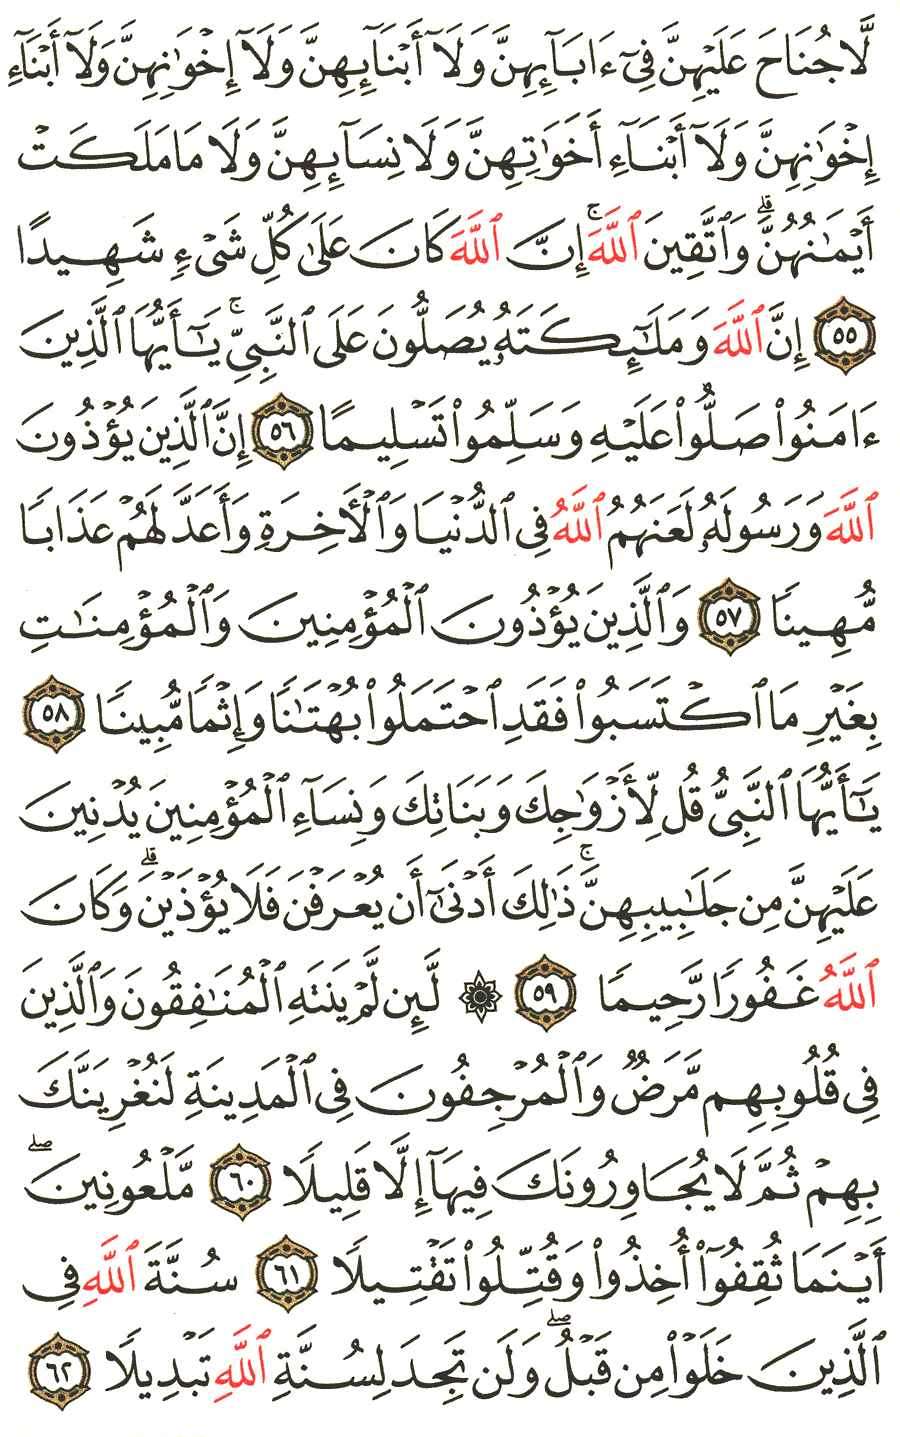 لَّا جُنَاحَ عَلَيْهِنَّ فِىٓ ءَابَآئِهِنَّ وَلَآ أَبْنَآئِهِنَّ وَلَآ إِخْوَٰنِهِنَّ وَلَآ أَبْنَآءِ
إِخْوَٰنِهِنَّ وَلَآ أَبْنَآءِ أَخَوَٰتِهِنَّ وَلَا نِسَآئِهِنَّ وَلَا مَا مَلَكَتْ
أَيْمَٰنُهُنَّ ۗ وَٱتَّقِينَ ٱللَّهَ ۚ إِنَّ ٱللَّهَ كَانَ عَلَىٰ كُلِّ شَىْءٍ شَهِيدًا
٥٥ إِنَّ ٱللَّهَ وَمَلَٰٓئِكَتَهُۥ يُصَلُّونَ عَلَى ٱلنَّبِىِّ ۚ يَٰٓأَيُّهَا ٱلَّذِينَ
ءَامَنُوا۟ صَلُّوا۟ عَلَيْهِ وَسَلِّمُوا۟ تَسْلِيمًا ٥٦ إِنَّ ٱلَّذِينَ يُؤْذُونَ
ٱللَّهَ وَرَسُولَهُۥ لَعَنَهُمُ ٱللَّهُ فِى ٱلدُّنْيَا وَٱلْأَخِرَةِ وَأَعَدَّ لَهُمْ عَذَابًا
مُّهِينًا ٥٧ وَٱلَّذِينَ يُؤْذُونَ ٱلْمُؤْمِنِينَ وَٱلْمُؤْمِنَٰتِ
بِغَيْرِ مَا ٱكْتَسَبُوا۟ فَقَدِ ٱحْتَمَلُوا۟ بُهْتَٰنًا وَإِثْمًا مُّبِينًا ٥٨
يَٰٓأَيُّهَا ٱلنَّبِىُّ قُل لِّأَزْوَٰجِكَ وَبَنَاتِكَ وَنِسَآءِ ٱلْمُؤْمِنِينَ يُدْنِينَ
عَلَيْهِنَّ مِن جَلَٰبِيبِهِنَّ ۚ ذَٰلِكَ أَدْنَىٰٓ أَن يُعْرَفْنَ فَلَا يُؤْذَيْنَ ۗ وَكَانَ
ٱللَّهُ غَفُورًا رَّحِيمًا ٥٩ ۞ لَّئِن لَّمْ يَنتَهِ ٱلْمُنَٰفِقُونَ وَٱلَّذِينَ
فِى قُلُوبِهِم مَّرَضٌ وَٱلْمُرْجِفُونَ فِى ٱلْمَدِينَةِ لَنُغْرِيَنَّكَ
بِهِمْ ثُمَّ لَا يُجَاوِرُونَكَ فِيهَآ إِلَّا قَلِيلًا ٦٠ مَّلْعُونِينَ ۖ
أَيْنَمَا ثُقِفُوٓا۟ أُخِذُوا۟ وَقُتِّلُوا۟ تَقْتِيلًا ٦١ سُنَّةَ ٱللَّهِ فِى
ٱلَّذِينَ خَلَوْا۟ مِن قَبْلُ ۖ وَلَن تَجِدَ لِسُنَّةِ ٱللَّهِ تَبْدِيلًا ٦٢